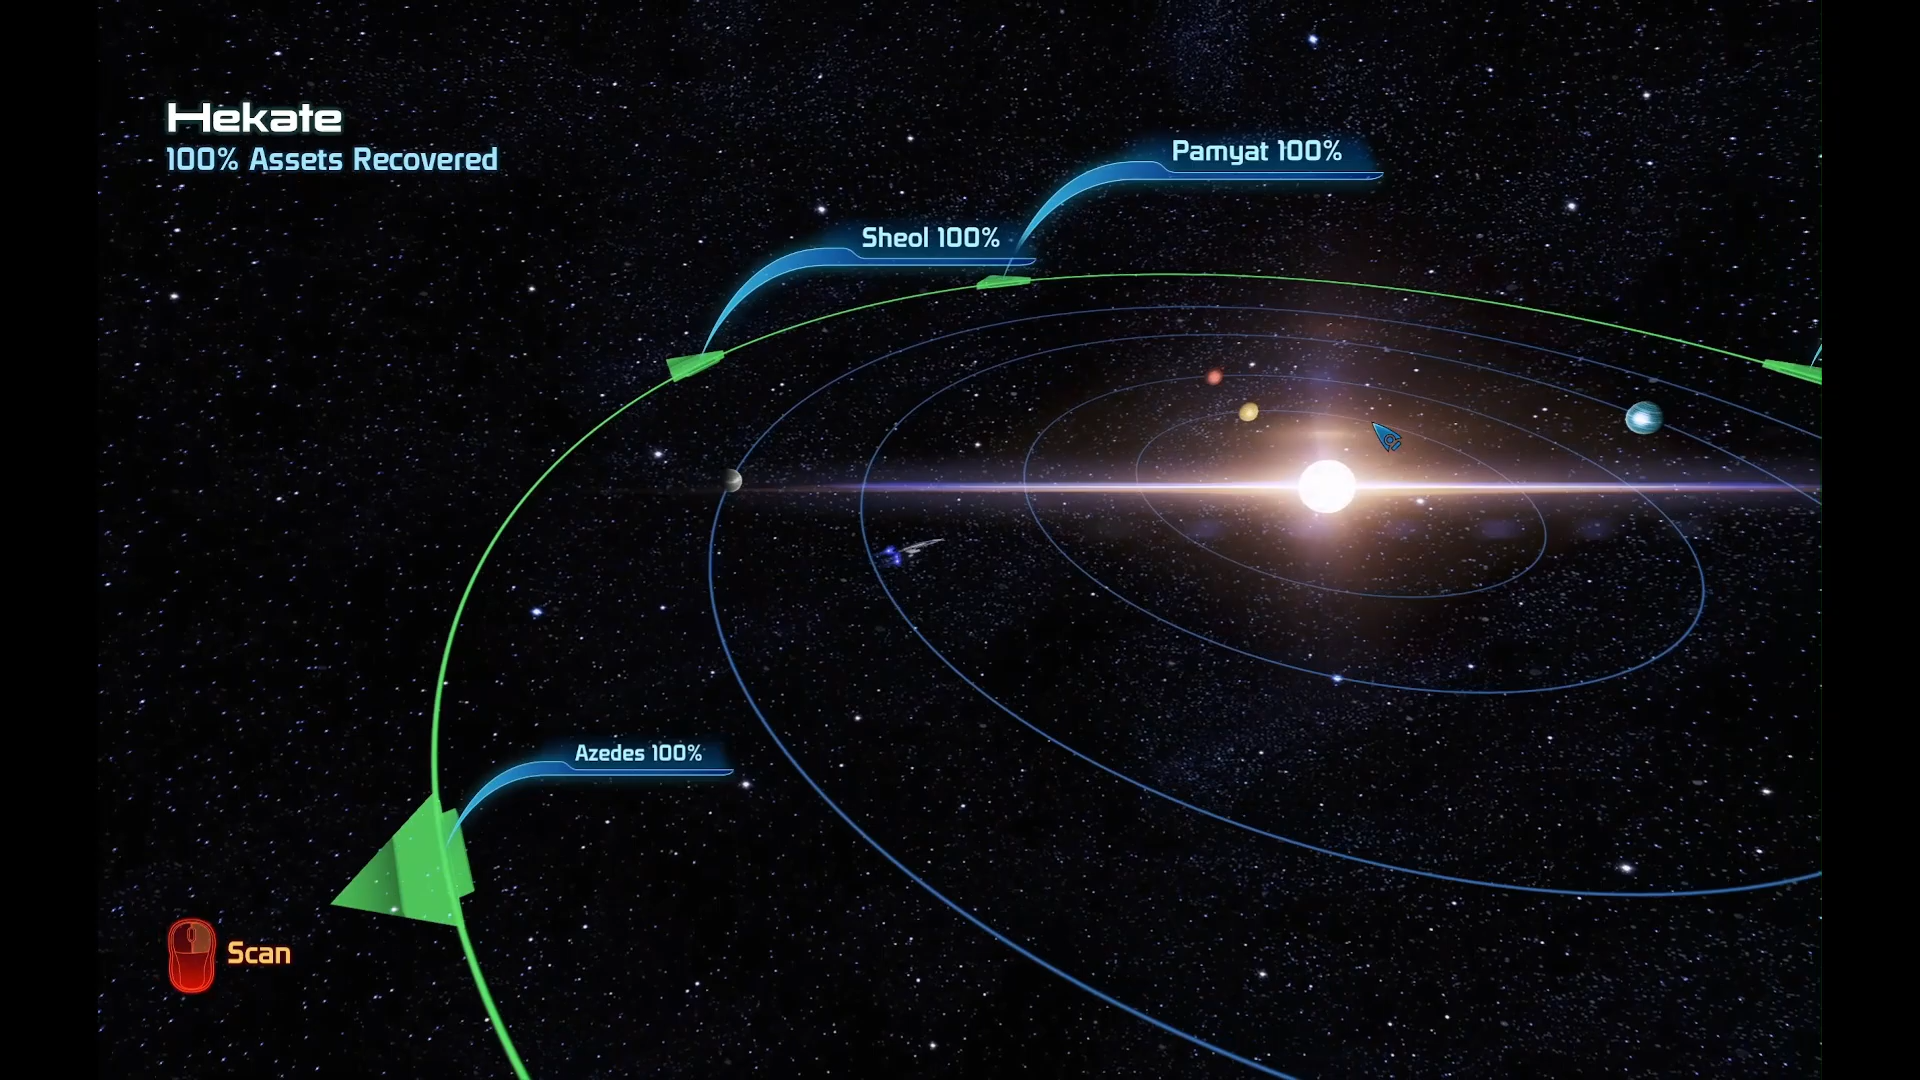 Hekate
100% Assets Recovered
Pamyat 100%
Sheol 100%
Azedes 100%
Scan